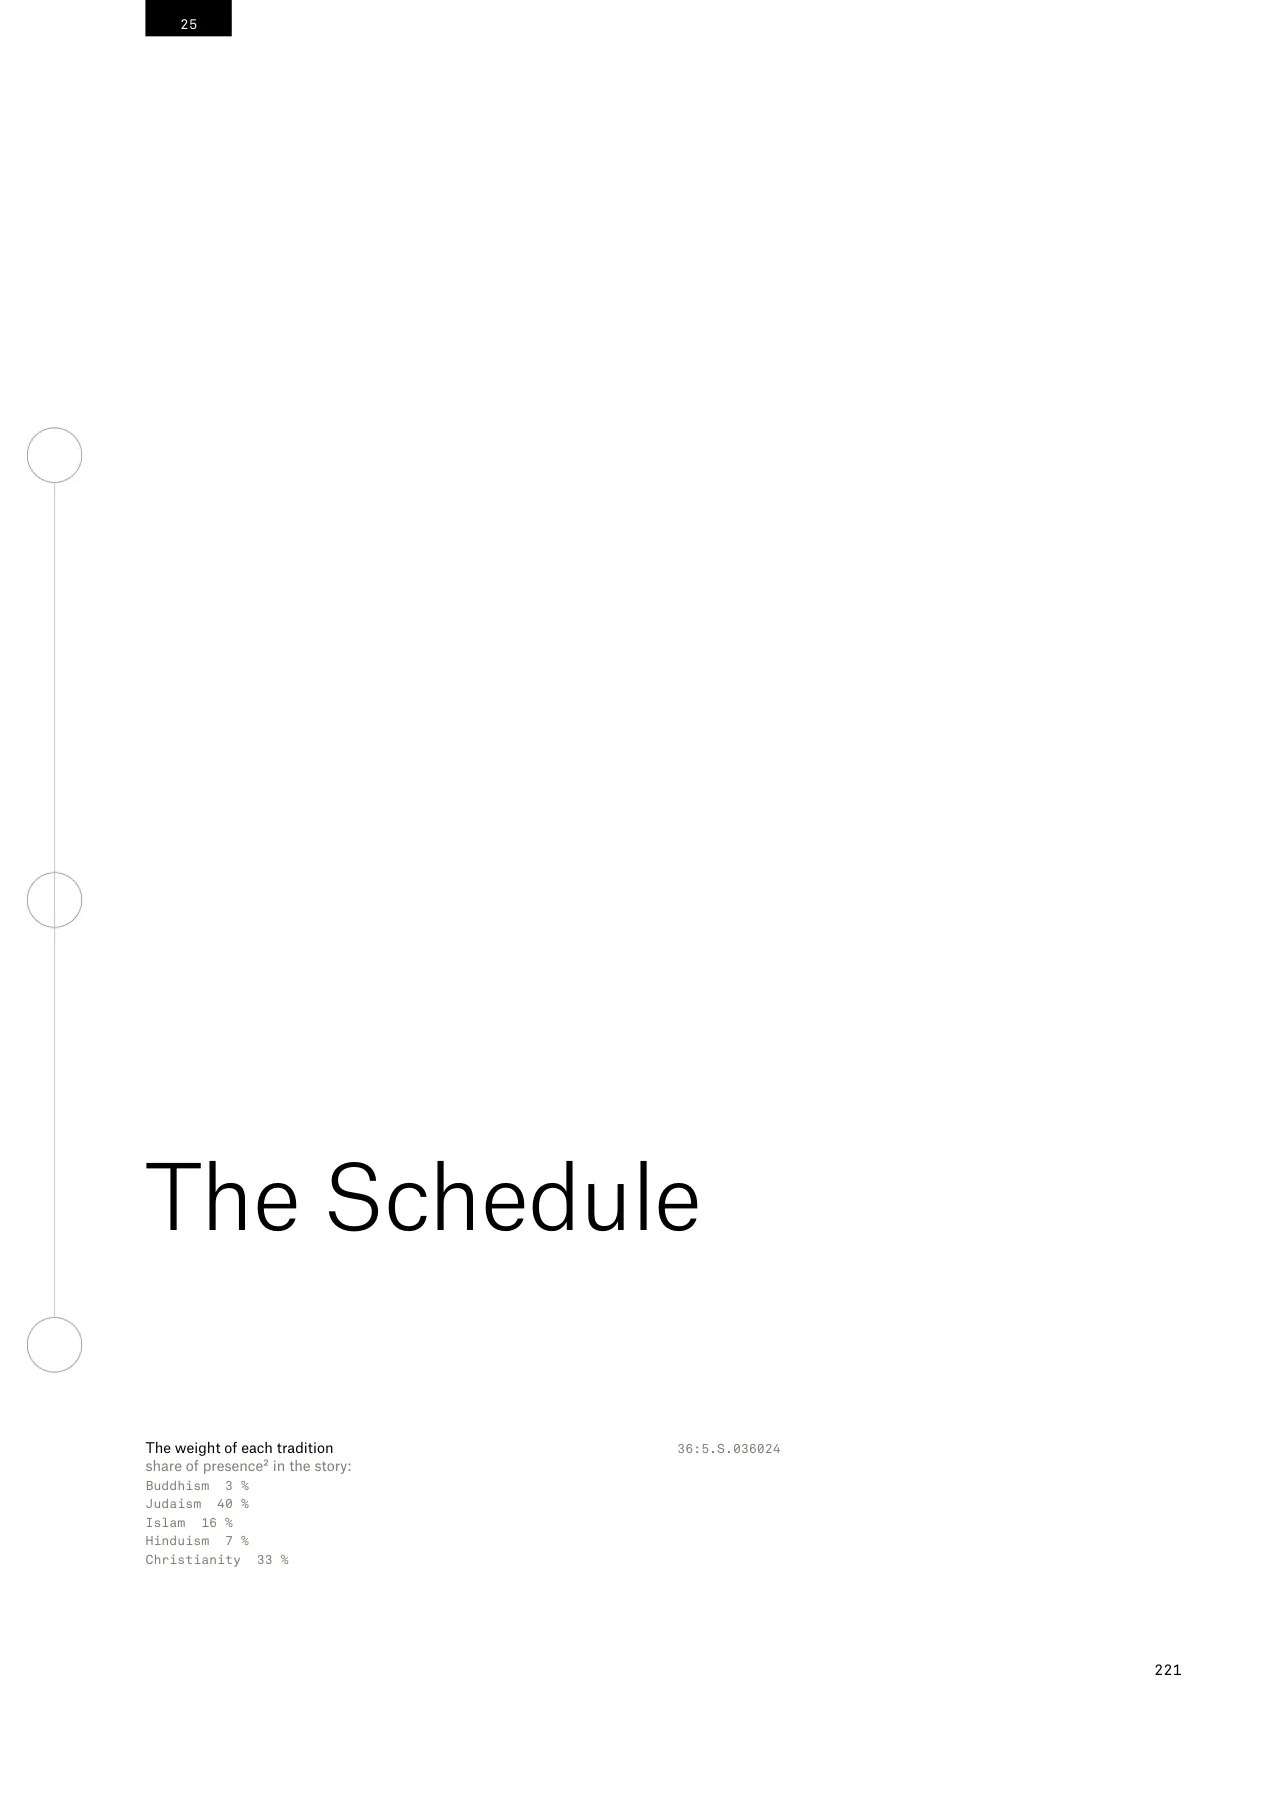 25
The Schedule
The weight of each tradition
share of presence² in the story:
Buddhism 3 %
Judaism 40 %
Islam 16 %
Hinduism 7 %
Christianity 33 %
36:5.S.036024
221